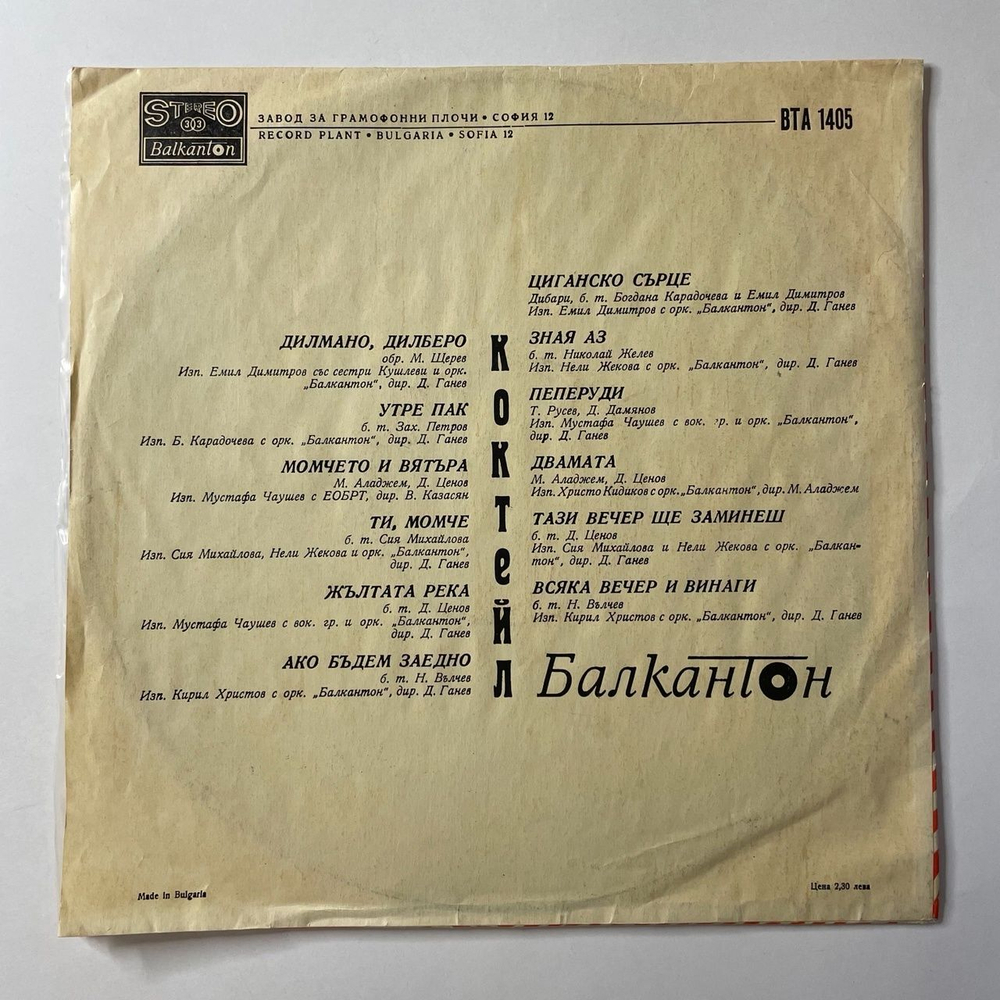 STEREO
33
Balkanton
ЗАВОД ЗА ГРАМОФОННИ ПЛОЧИ • СОФИЯ 12
RECORD PLANT • BULGARIA • SOFIA 12
ВТА 1405
ДИЛМАНО, ДИЛБЕРО
обр. М. Щерев
Изп. Емил Димитров със сестри Кушлеви и орк.
„Балкантон“, дир. Д. Ганев
УТРЕ ПАК
б. т. Зах. Петров
Изп. Б. Карадочева с орк. „Балкантон“, дир. Д. Ганев
МОМЧЕТО И ВЯТЪРА
М. Аладжем, Д. Ценов
Изп. Мустафа Чаушев с ЕОБРТ, дир. В. Казасян
ТИ, МОМЧЕ
б. т. Сия Михайлова
Изп. Сия Михайлова, Нели Жекова и орк. „Балкантон“,
дир. Д. Ганев
ЖЪЛТАТА РЕКА
б. т. Д. Ценов
Изп. Мустафа Чаушев с вок. гр. и орк. „Балкантон“,
дир. Д. Ганев
АКО БЪДЕМ ЗАЕДНО
б. т. Н. Вълчев
Изп. Кирил Христов с орк. „Балкантон“, дир. Д. Ганев
Коктейл
ЦИГАНСКО СЪРЦЕ
Дибари, б. т. Богдана Карадочева и Емил Димитров
Изп. Емил Димитров с орк. „Балкантон“, дир. Д. Ганев
ЗНАЯ АЗ
б. т. Николай Желев
Изп. Нели Жекова с орк. „Балкантон“, дир. Д. Ганев
ПЕПЕРУДИ
Т. Русев, Д. Дамянов
Изп. Мустафа Чаушев с вок. гр. и орк. „Балкантон“,
дир. Д. Ганев
ДВАМАТА
М. Аладжем, Д. Ценов
Изп. Христо Кидиков с орк. „Балкантон“, дир. М. Аладжем
ТАЗИ ВЕЧЕР ЩЕ ЗАМИНЕШ
б. т. Д. Ценов
Изп. Сия Михайлова и Нели Жекова с орк. „Балкан-
тон“, дир. Д. Ганев
ВСЯКА ВЕЧЕР И ВИНАГИ
б. т. Н. Вълчев
Изп. Кирил Христов с орк. „Балкантон“, дир. Д. Ганев
Балкантон
Made in Bulgaria
Цена 2,30 лева